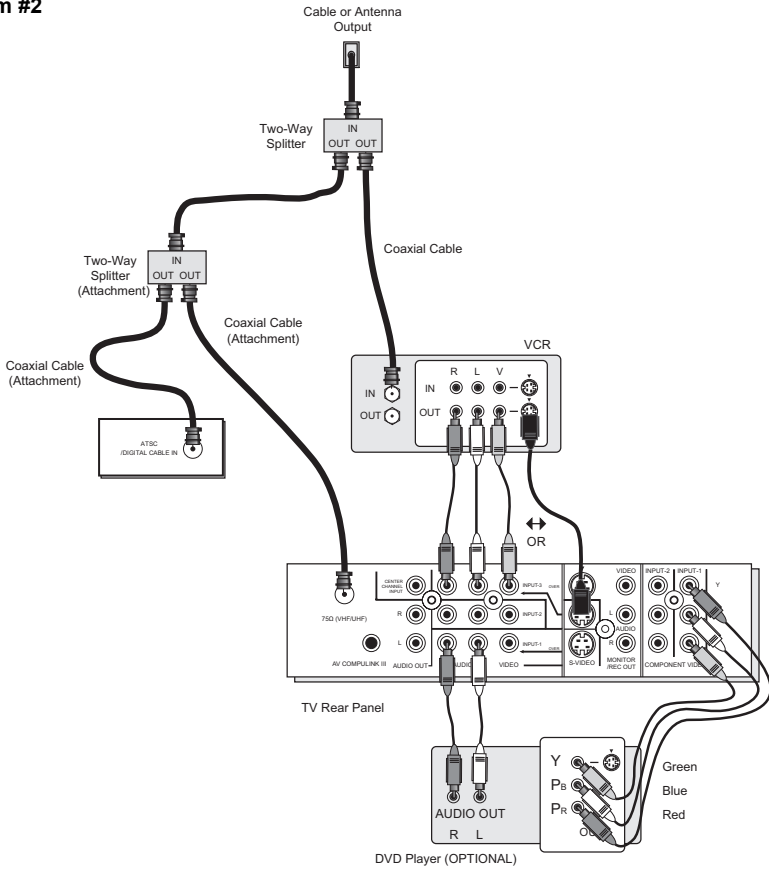 m #2
Cable or Antenna
Output
Two-Way
Splitter
IN
OUT OUT
Two-Way
Splitter
(Attachment)
IN
OUT OUT
Coaxial Cable
Coaxial Cable
(Attachment)
Coaxial Cable
(Attachment)
ATSC
/DIGITAL CABLE IN
VCR
R L V
IN
OUT
IN
OUT
OR
CENTER
CHANNEL
INPUT
INPUT-3
OVER
VIDEO
INPUT-2
INPUT-1
Y
75Ω (VHF/UHF)
R
INPUT-2
L
AUDIO
R
L
INPUT-1
OVER
AV COMPULINK III
AUDIO OUT
AUDIO
VIDEO
S-VIDEO
MONITOR
/REC OUT
COMPONENT VIDEO
TV Rear Panel
Y
PB
PR
OU
Green
Blue
Red
AUDIO OUT
R L
DVD Player (OPTIONAL)